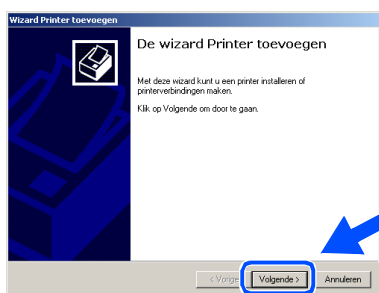 Wizard Printer toevoegen
De wizard Printer toevoegen
Met deze wizard kunt u een printer installeren of
printerverbindingen maken.
Klik op Volgende om door te gaan.
< Vorige Volgende > Annuleren